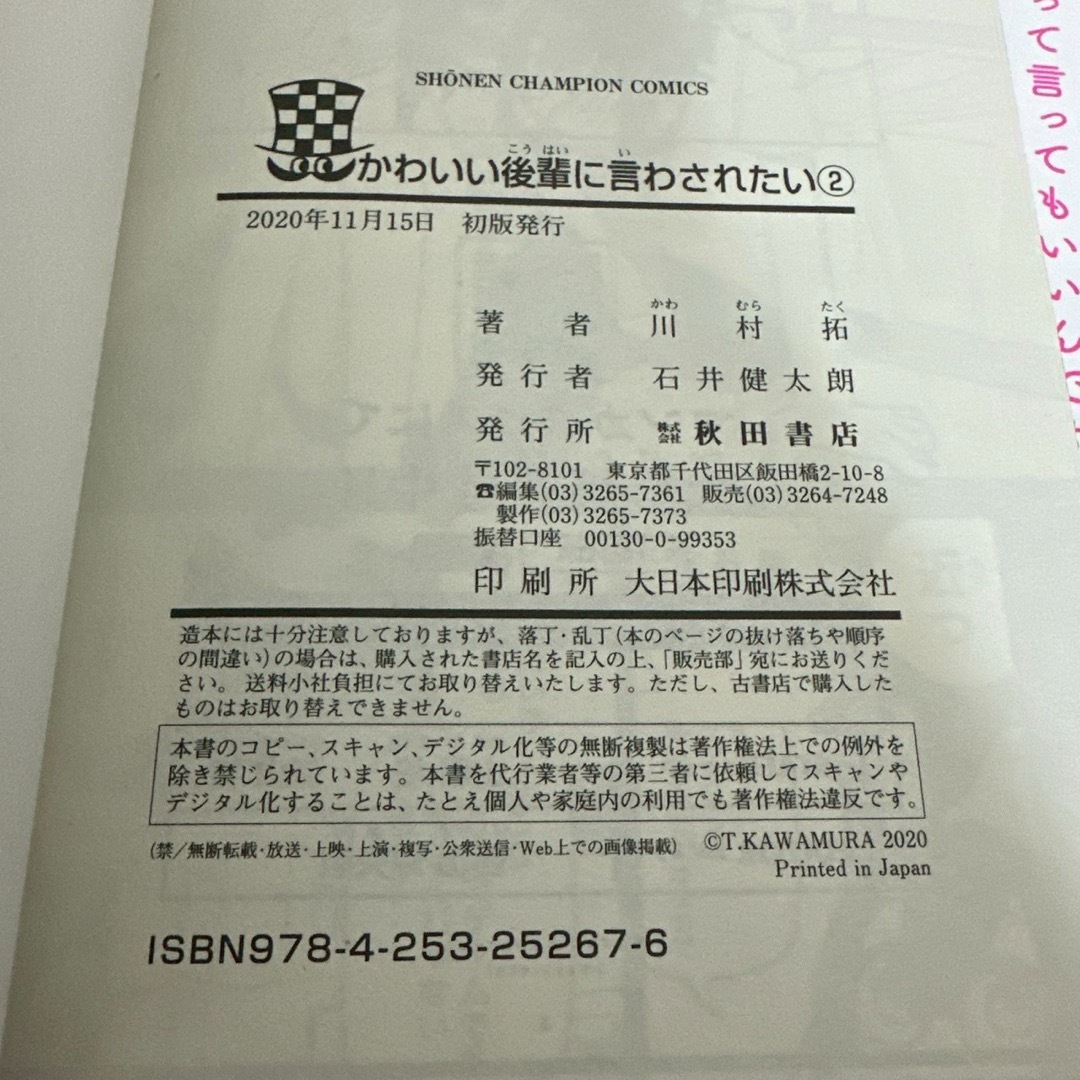 SHŌNEN CHAMPION COMICS
かわいい後輩に言わされたい②
2020年11月15日 初版発行
著者 川村拓
発行者 石井健太朗
発行所 株式会社 秋田書店
〒102-8101 東京都千代田区飯田橋2-10-8
☎編集(03)3265-7361 販売(03)3264-7248
製作(03)3265-7373
振替口座 00130-0-99353
印刷所 大日本印刷株式会社
造本には十分注意しておりますが、落丁・乱丁(本のページの抜け落ちや順序
の間違い)の場合は、購入された書店名を記入の上、「販売部」宛にお送りくだ
さい。送料小社負担にてお取り替えいたします。ただし、古書店で購入した
ものはお取り替えできません。
本書のコピー、スキャン、デジタル化等の無断複製は著作権法上での例外を
除き禁じられています。本書を代行業者等の第三者に依頼してスキャンや
デジタル化することは、たとえ個人や家庭内の利用でも著作権法違反です。
(禁/無断転載・放送・上映・上演・複写・公衆送信・Web上での画像掲載)
©T.KAWAMURA 2020
Printed in Japan
ISBN978-4-253-25267-6
って言ってもいい